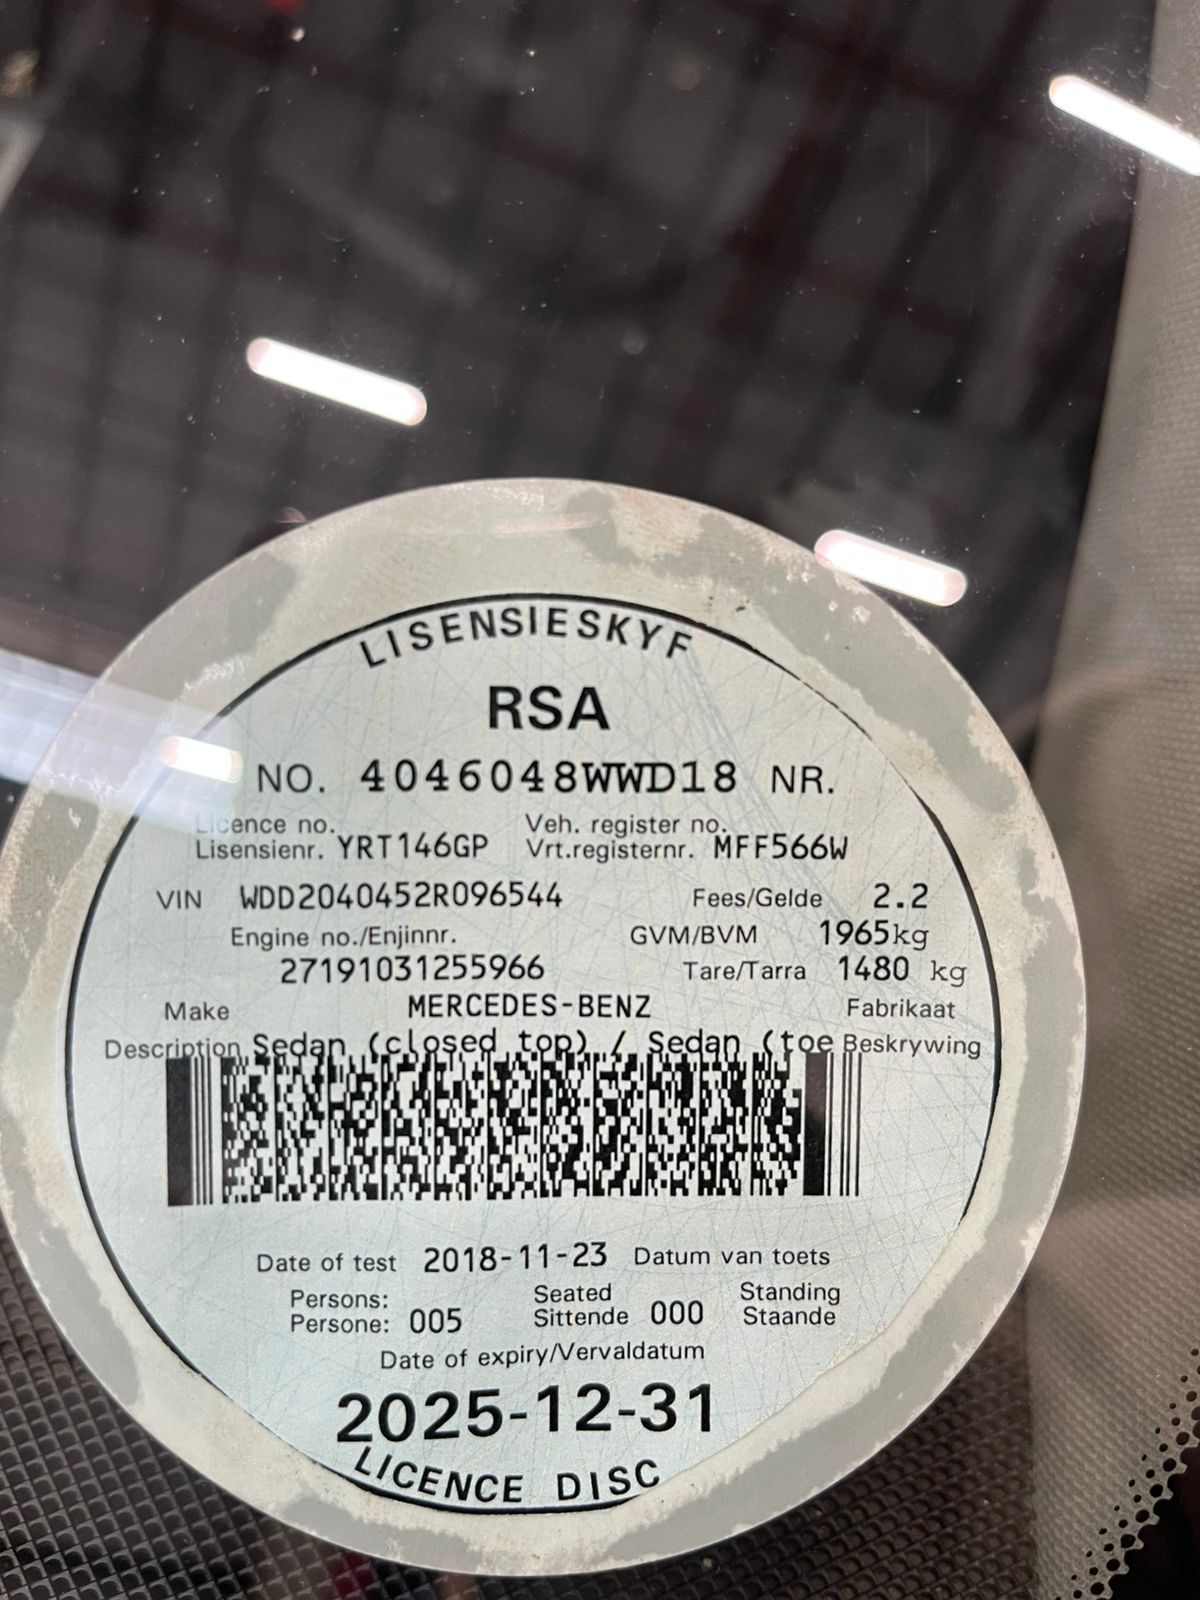 LISENSIESKYF
RSA
NO. 4046048WWD18 NR.
Licence no. Veh. register no.
Lisensienr. YRT146GP Vrt.registernr. MFF566W
VIN WDD2040452R096544 Fees/Gelde 2.2
Engine no./Enjinnr. GVM/BVM 1965kg
27191031255966 Tare/Tarra 1480 kg
Make MERCEDES-BENZ Fabrikaat
Description Sedan (closed top) / Sedan (toe Beskrywing
Date of test 2018-11-23 Datum van toets
Persons: Seated Standing
Persone: 005 Sittende 000 Staande
Date of expiry/Vervaldatum
2025-12-31
LICENCE DISC